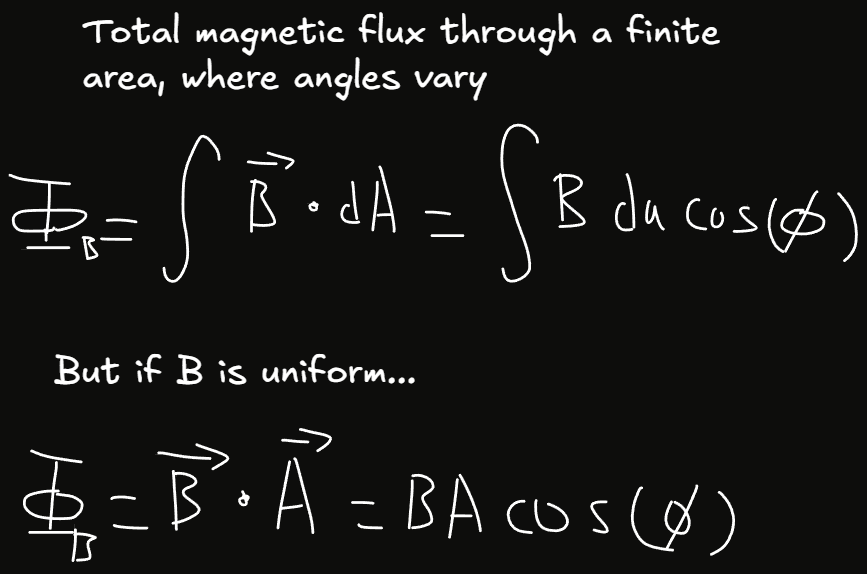 Total magnetic flux through a finite
area, where angles vary
Φ_B = ∫ B⃗ · dA = ∫ B da cos(ϕ)
But if B is uniform...
Φ_B = B⃗ · A⃗ = BA cos(ϕ)